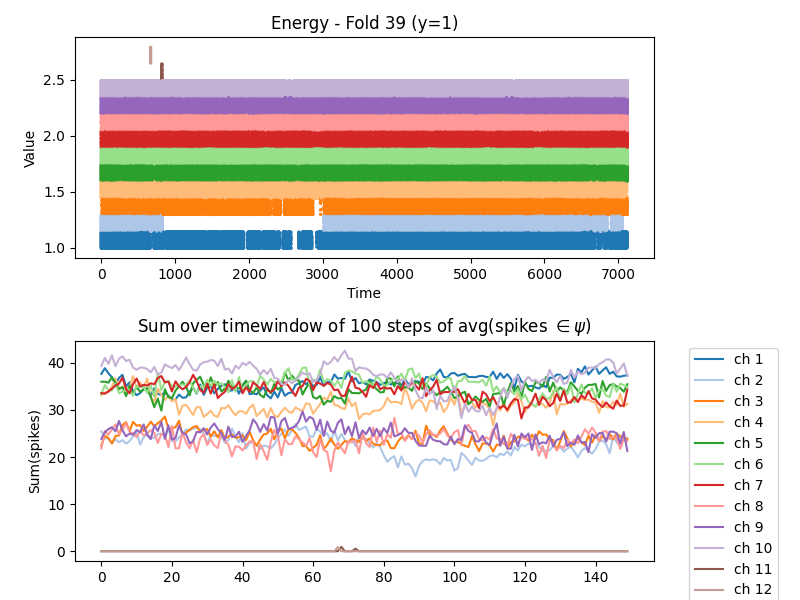 Energy - Fold 39 (y=1)
Value
2.5
2.0
1.5
1.0
0 1000 2000 3000 4000 5000 6000 7000
Time
Sum over timewindow of 100 steps of avg(spikes ∈ ψ)
Sum(spikes)
40
30
20
10
0
0 20 40 60 80 100 120 140
ch 1
ch 2
ch 3
ch 4
ch 5
ch 6
ch 7
ch 8
ch 9
ch 10
ch 11
ch 12